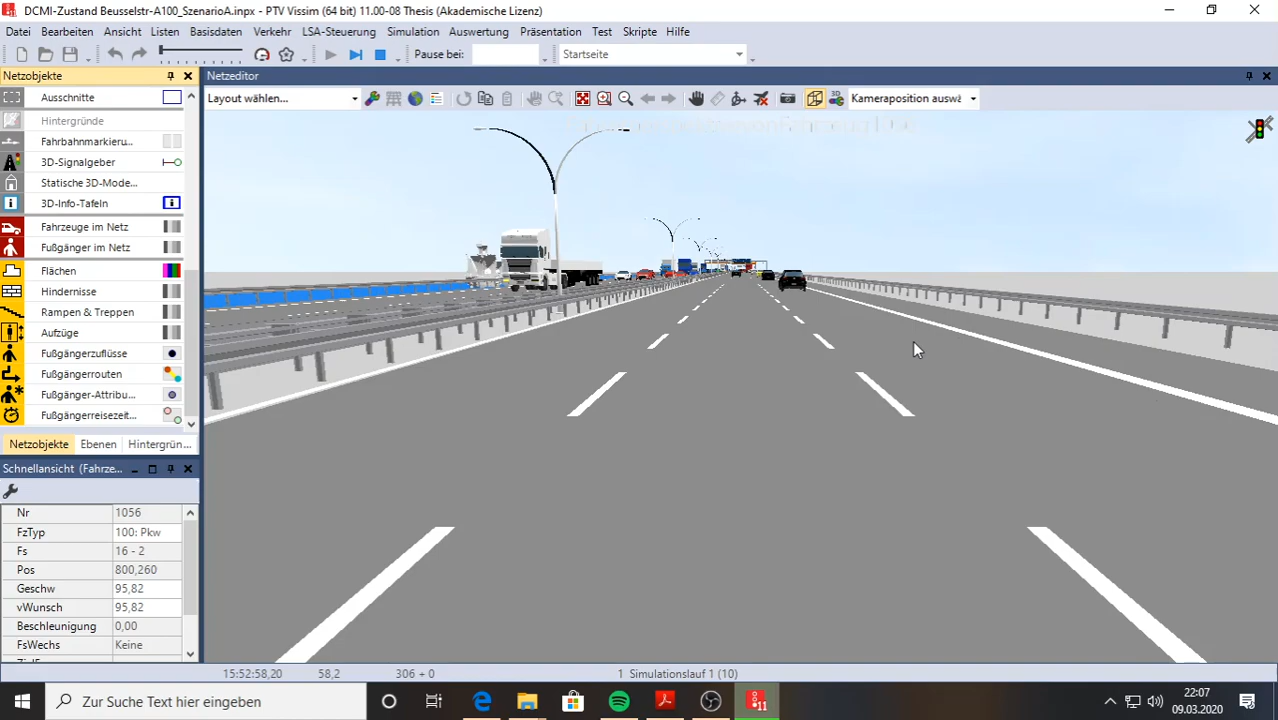 DCMI-Zustand Beusselstr-A100_SzenarioA.inpx - PTV Vissim (64 bit) 11.00-08 Thesis (Akademische Lizenz)
Datei Bearbeiten Ansicht Listen Basisdaten Verkehr LSA-Steuerung Simulation Auswertung Präsentation Test Skripte Hilfe
Pause bei: Startseite
Netzobjekte
Netzeditor
Layout wählen...
Kameraposition auswä
Ausschnitte
Hintergründe
Fahrbahnmarkieru...
3D-Signalgeber
Statische 3D-Mode...
3D-Info-Tafeln
Fahrzeuge im Netz
Fußgänger im Netz
Flächen
Hindernisse
Rampen & Treppen
Aufzüge
Fußgängerzuflüsse
Fußgängerrouten
Fußgänger-Attribu...
Fußgängerreisezeit...
Netzobjekte Ebenen Hintergrün...
Schnellansicht (Fahrze...
Nr 1056
FzTyp 100: Pkw
Fs 16 - 2
Pos 800,260
Geschw 95,82
vWunsch 95,82
Beschleunigung 0,00
FsWechs Keine
15:52:58,20 58,2 306 + 0 1 Simulationslauf 1 (10)
Zur Suche Text hier eingeben
22:07
09.03.2020